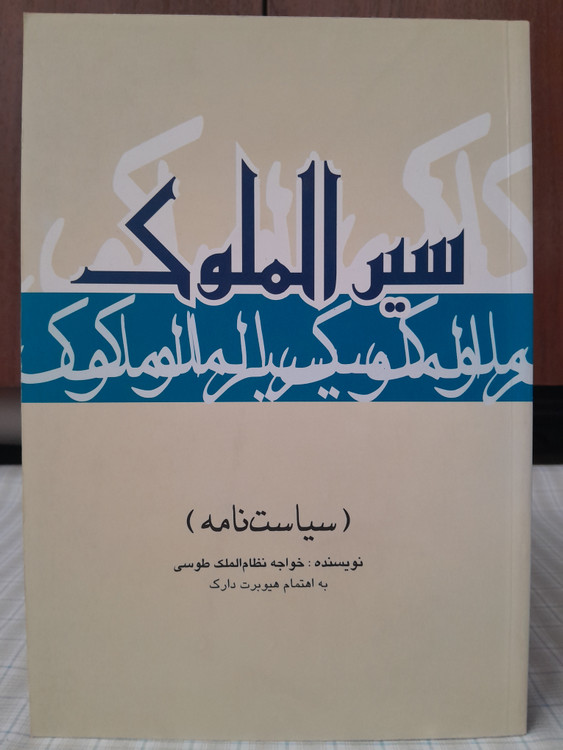 سیر الملوک
(سیاست‌نامه)
نویسنده: خواجه نظام‌الملک طوسی
به اهتمام هیوبرت دارک